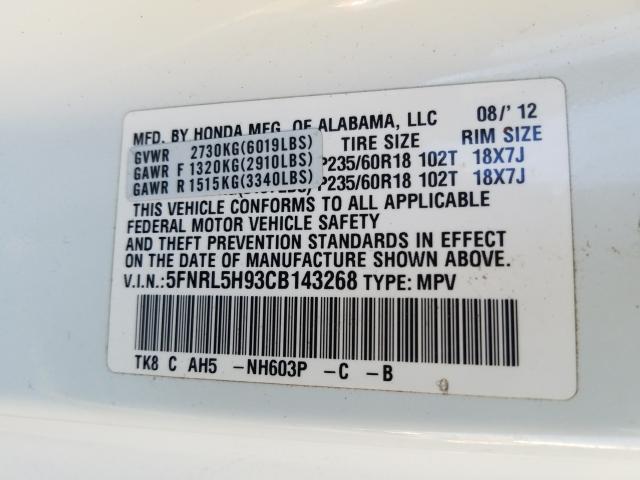 MFD. BY HONDA MFG. OF ALABAMA, LLC 08/'12
TIRE SIZE RIM SIZE
GVWR 2730KG(6019LBS)
GAWR F 1320KG(2910LBS) P235/60R18 102T 18X7J
GAWR R 1515KG(3340LBS) P235/60R18 102T 18X7J
THIS VEHICLE CONFORMS TO ALL APPLICABLE
FEDERAL MOTOR VEHICLE SAFETY
AND THEFT PREVENTION STANDARDS IN EFFECT
ON THE DATE OF MANUFACTURE SHOWN ABOVE.
V.I.N.:5FNRL5H93CB143268 TYPE: MPV
TK8 C AH5 -NH603P -C -B